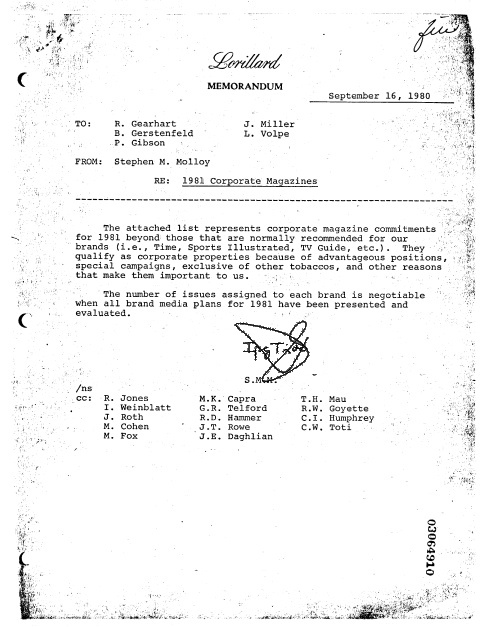 Lorillard
MEMORANDUM
September 16, 1980
TO: R. Gearhart J. Miller
B. Gerstenfeld L. Volpe
P. Gibson
FROM: Stephen M. Molloy
RE: 1981 Corporate Magazines
The attached list represents corporate magazine commitments
for 1981 beyond those that are normally recommended for our
brands (i.e., Time, Sports Illustrated, TV Guide, etc.). They
qualify as corporate properties because of advantageous positions,
special campaigns, exclusive of other tobaccos, and other reasons
that make them important to us.
The number of issues assigned to each brand is negotiable
when all brand media plans for 1981 have been presented and
evaluated.
S.M.M.
/ns
cc: R. Jones M.K. Capra T.H. Mau
I. Weinblatt G.R. Telford R.W. Goyette
J. Roth R.D. Hammer C.I. Humphrey
M. Cohen J.T. Rowe C.W. Toti
M. Fox J.E. Daghlian
03064910